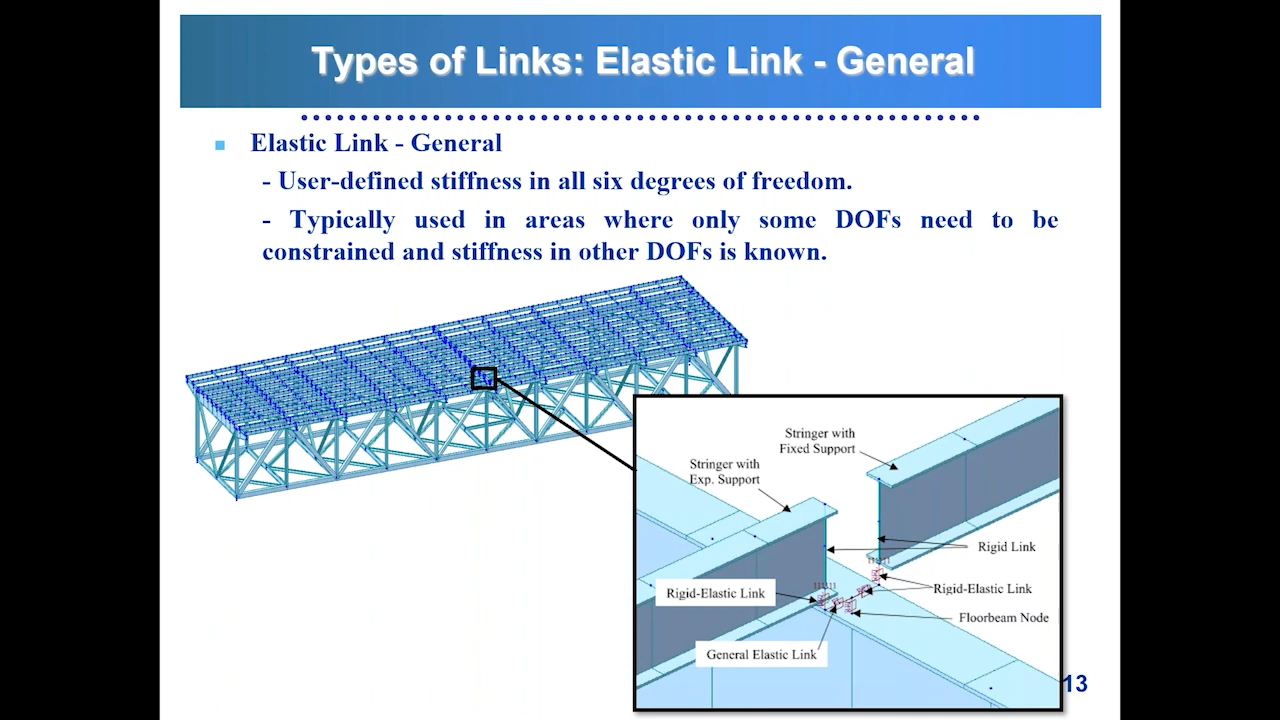 Types of Links: Elastic Link - General
Elastic Link - General
- User-defined stiffness in all six degrees of freedom.
- Typically used in areas where only some DOFs need to be
constrained and stiffness in other DOFs is known.
Stringer with
Fixed Support
Stringer with
Exp. Support
Rigid Link
Rigid-Elastic Link
Rigid-Elastic Link
Floorbeam Node
General Elastic Link
13